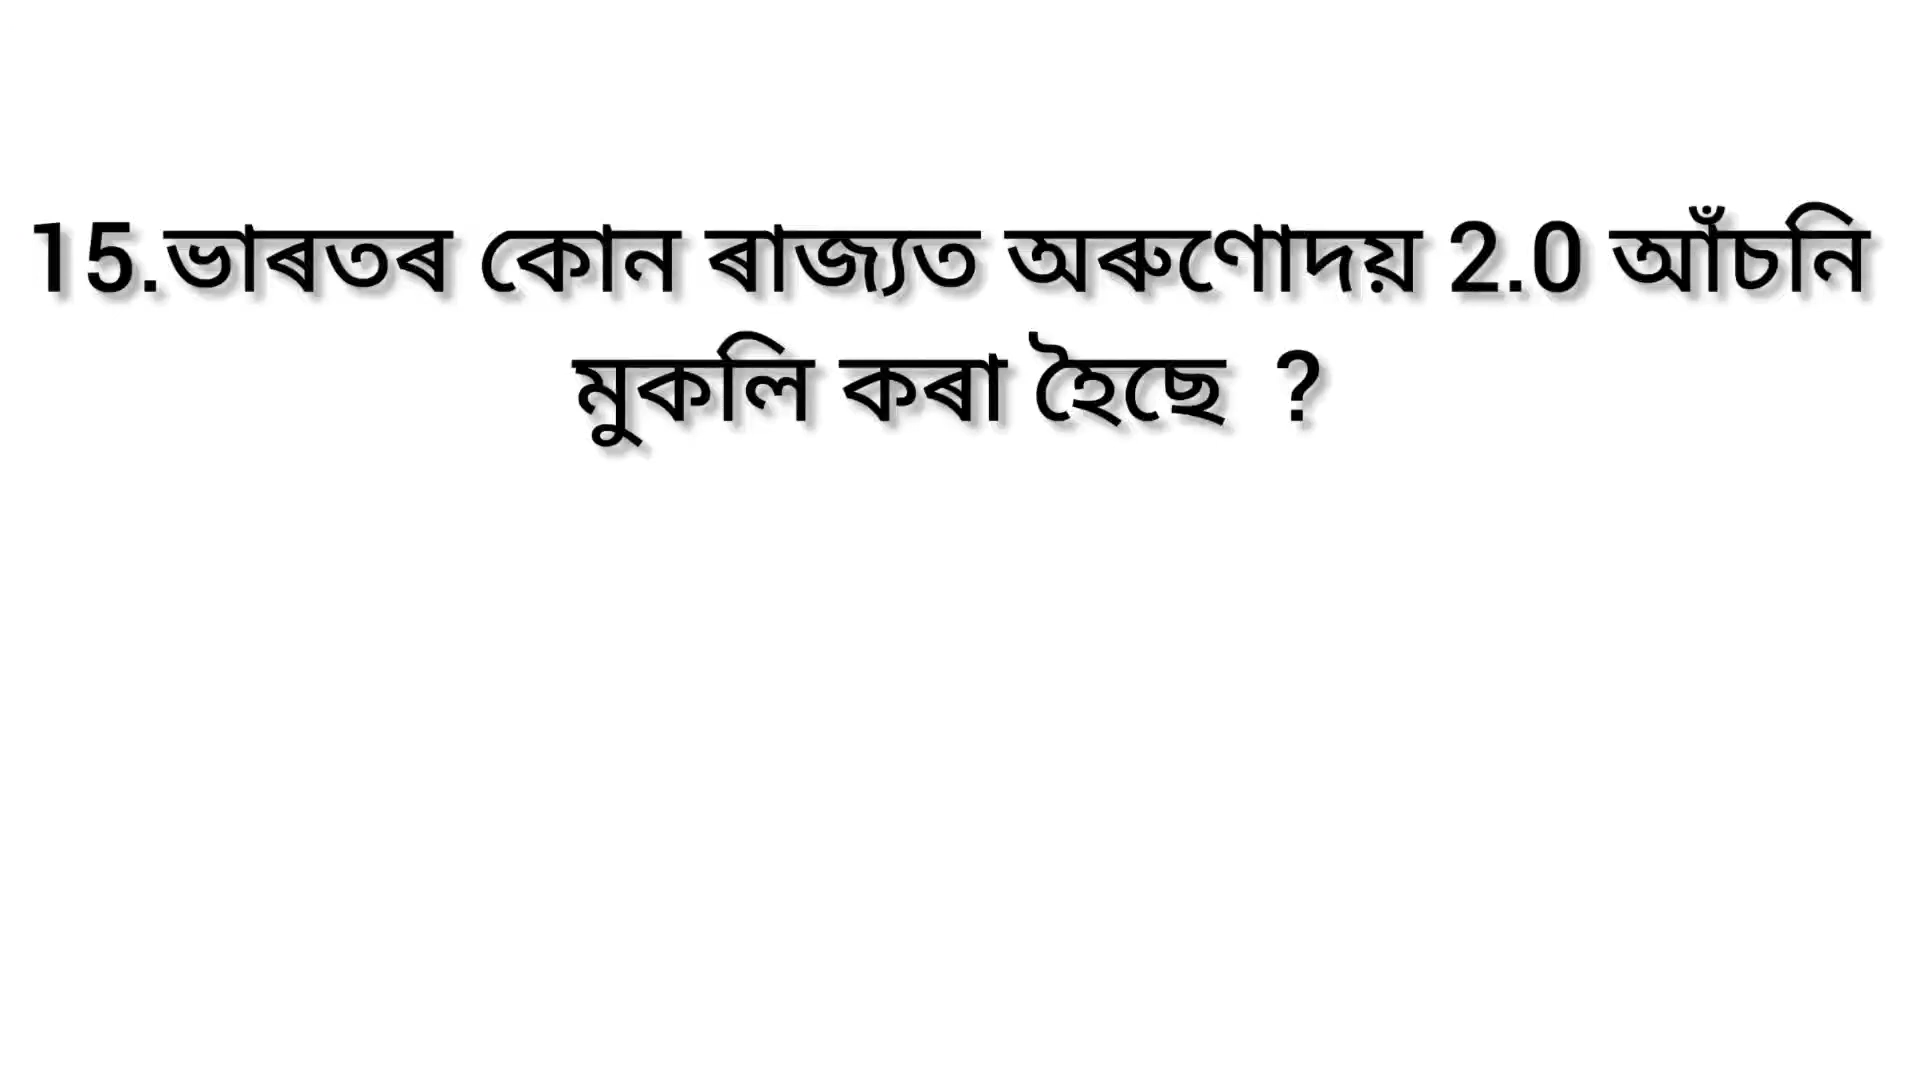 15.ভাৰতৰ কোন ৰাজ্যত অৰুণোদয় 2.0 আঁচনি
মুকলি কৰা হৈছে ?